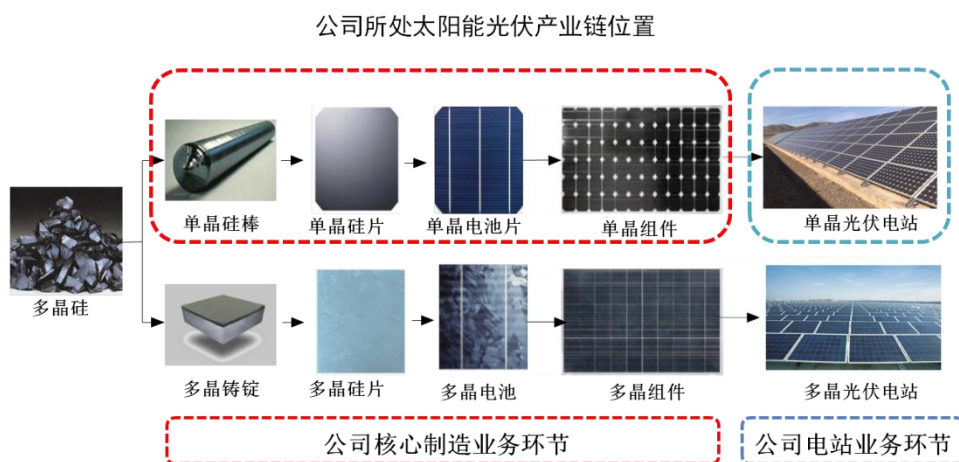 公司所处太阳能光伏产业链位置
单晶硅棒
单晶硅片
单晶电池片
单晶组件
单晶光伏电站
多晶硅
多晶铸锭
多晶硅片
多晶电池
多晶组件
多晶光伏电站
公司核心制造业务环节
公司电站业务环节